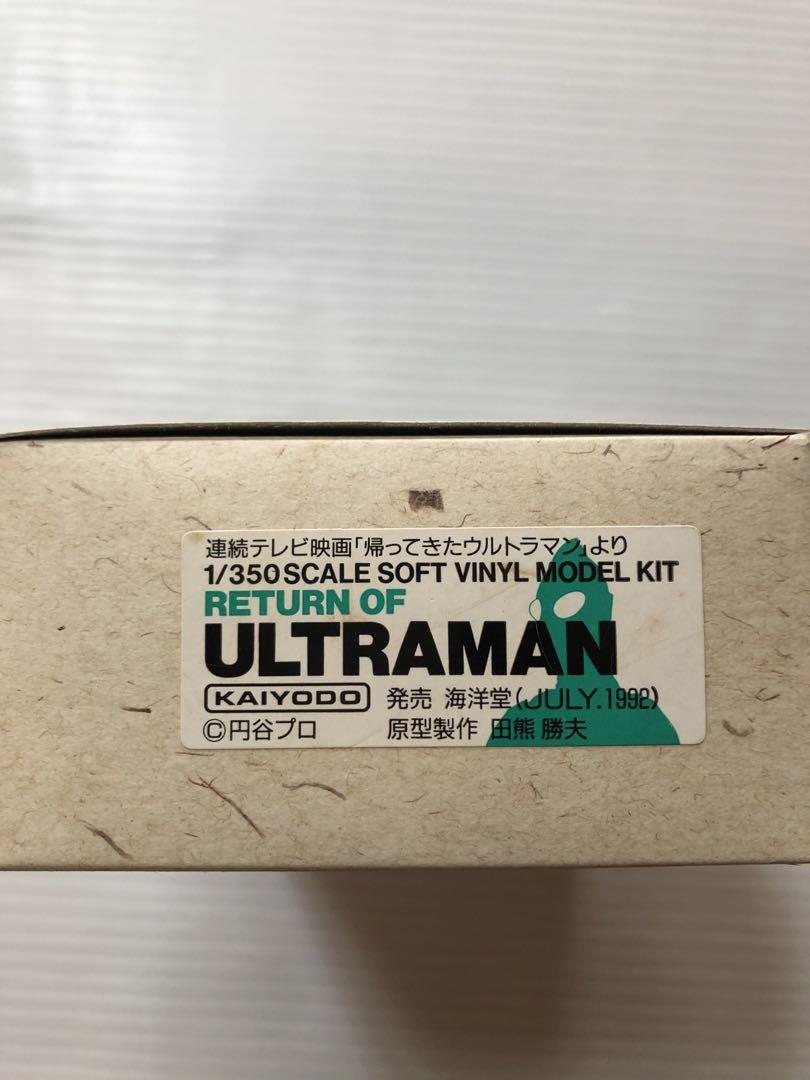 連続テレビ映画「帰ってきたウルトラマン」より
1/350 SCALE SOFT VINYL MODEL KIT
RETURN OF
ULTRAMAN
KAIYODO 発売 海洋堂(JULY.1992)
©円谷プロ 原型製作 田熊勝夫